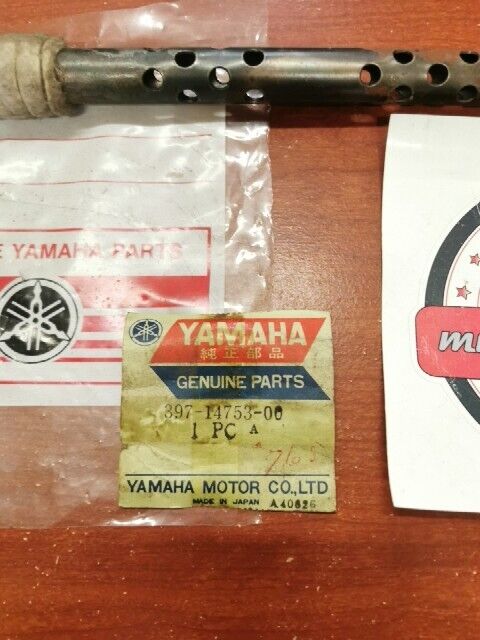 E YAMAHA PARTS
YAMAHA
純正部品
GENUINE PARTS
397-14753-00
1 PC A
YAMAHA MOTOR CO.,LTD
MADE IN JAPAN A40626